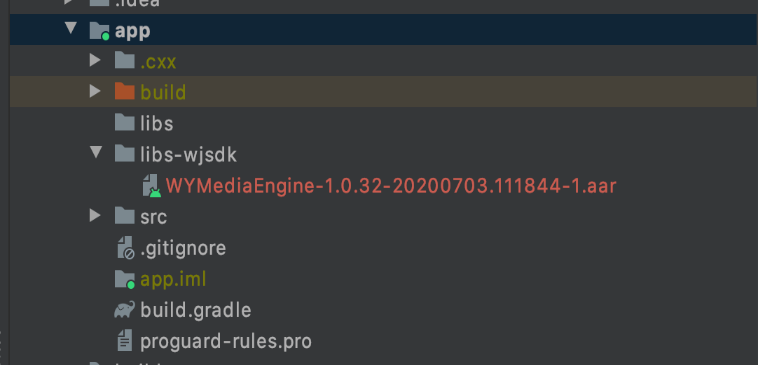 .idea
app
.cxx
build
libs
libs-wjsdk
WYMediaEngine-1.0.32-20200703.111844-1.aar
src
.gitignore
app.iml
build.gradle
proguard-rules.pro